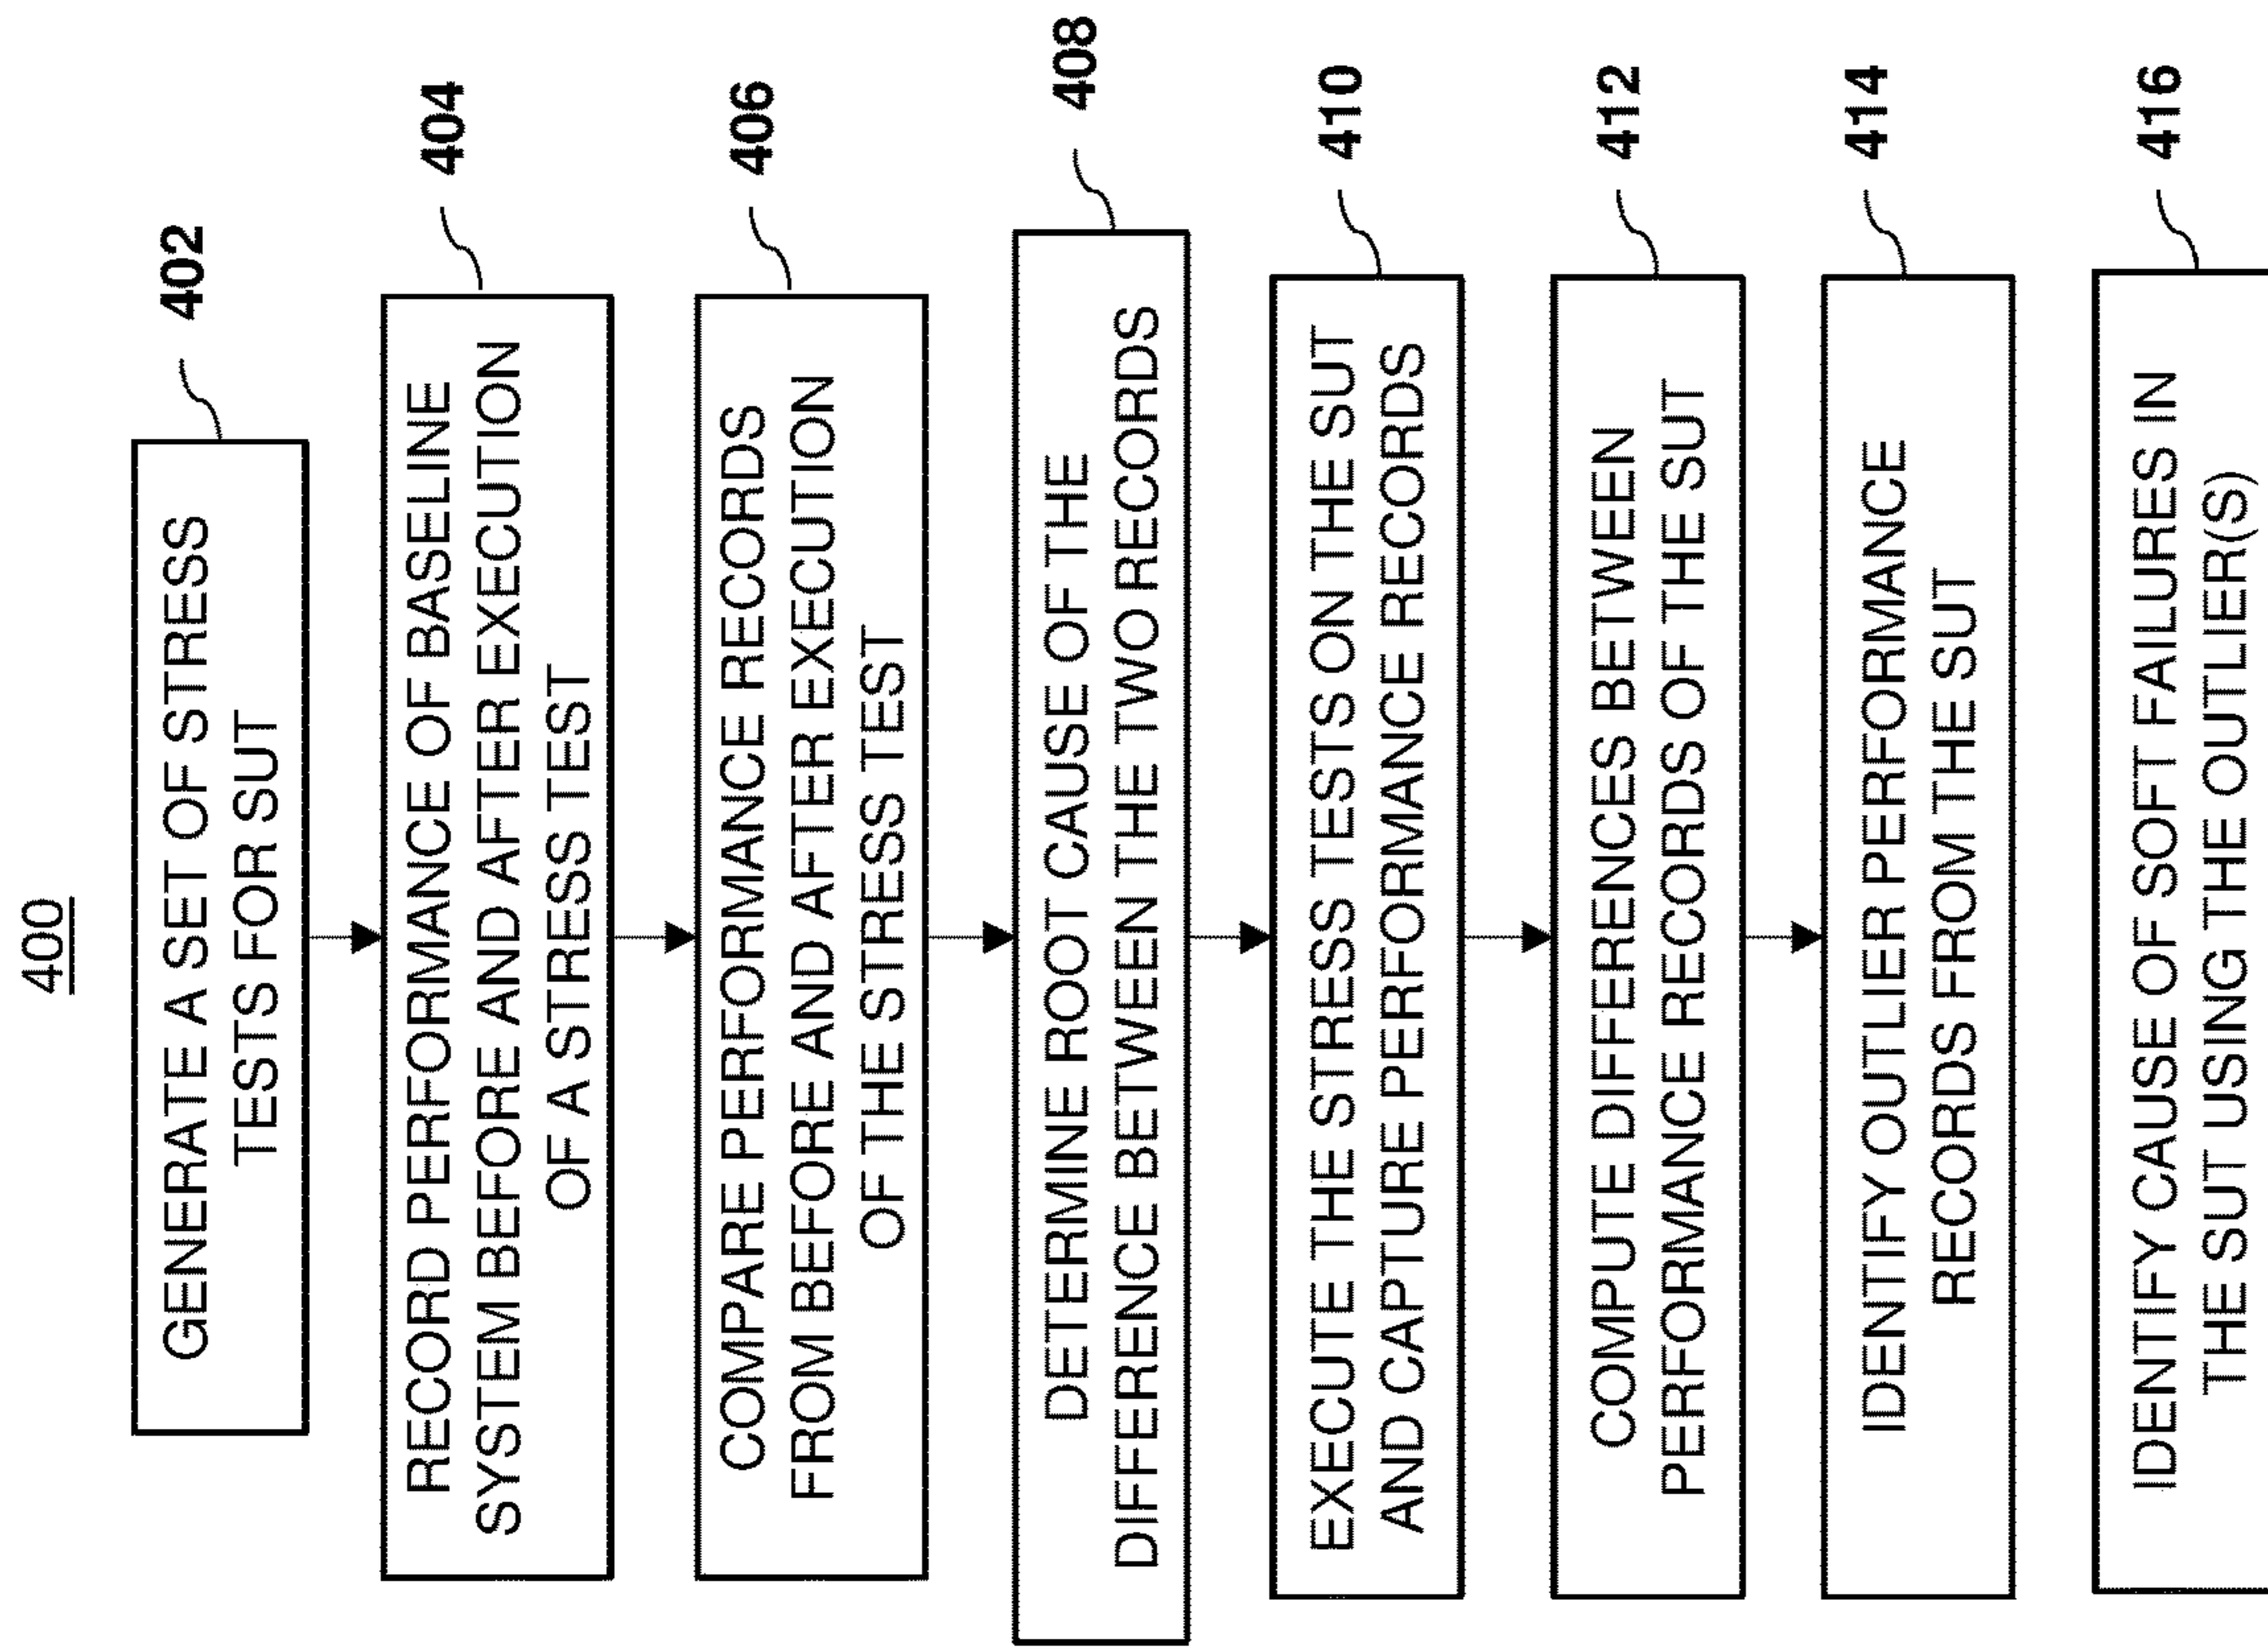 400
402
GENERATE A SET OF STRESS
TESTS FOR SUT
404
RECORD PERFORMANCE OF BASELINE
SYSTEM BEFORE AND AFTER EXECUTION
OF A STRESS TEST
406
COMPARE PERFORMANCE RECORDS
FROM BEFORE AND AFTER EXECUTION
OF THE STRESS TEST
408
DETERMINE ROOT CAUSE OF THE
DIFFERENCE BETWEEN THE TWO RECORDS
410
EXECUTE THE STRESS TESTS ON THE SUT
AND CAPTURE PERFORMANCE RECORDS
412
COMPUTE DIFFERENCES BETWEEN
PERFORMANCE RECORDS OF THE SUT
414
IDENTIFY OUTLIER PERFORMANCE
RECORDS FROM THE SUT
416
IDENTIFY CAUSE OF SOFT FAILURES IN
THE SUT USING THE OUTLIER(S)